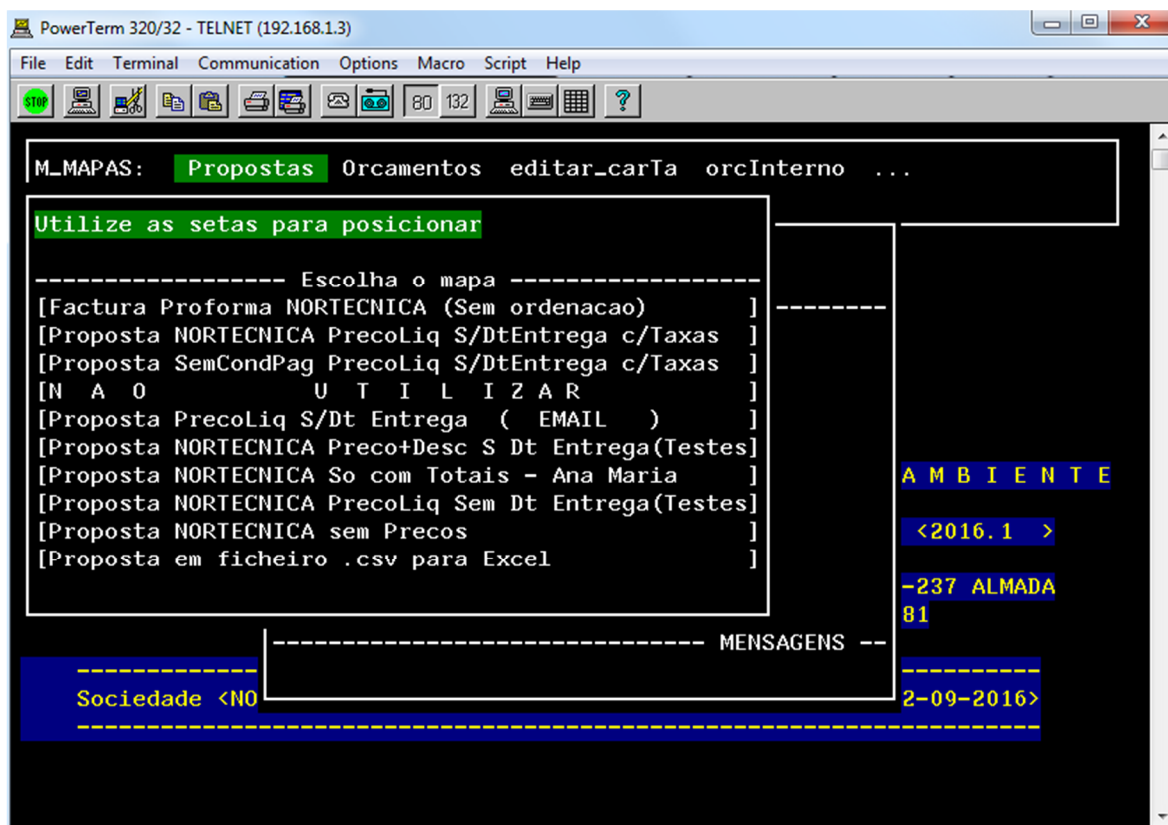 PowerTerm 320/32 - TELNET (192.168.1.3)
File Edit Terminal Communication Options Macro Script Help
STOP 80 132 ?
M_MAPAS: Propostas Orcamentos editar_carTa orcInterno ...
Utilize as setas para posicionar
------------------ Escolha o mapa ------------------
[Factura Proforma NORTECNICA (Sem ordenacao) ]
[Proposta NORTECNICA PrecoLiq S/DtEntrega c/Taxas ]
[Proposta SemCondPag PrecoLiq S/DtEntrega c/Taxas ]
[N A O U T I L I Z A R ]
[Proposta PrecoLiq S/Dt Entrega ( EMAIL ) ]
[Proposta NORTECNICA Preco+Desc S Dt Entrega(Testes]
[Proposta NORTECNICA So com Totais - Ana Maria ]
A M B I E N T E
[Proposta NORTECNICA PrecoLiq Sem Dt Entrega(Testes]
[Proposta NORTECNICA sem Precos ]
<2016.1 >
[Proposta em ficheiro .csv para Excel ]
-237 ALMADA
81
------------------------------- MENSAGENS --
Sociedade <NO
2-09-2016>